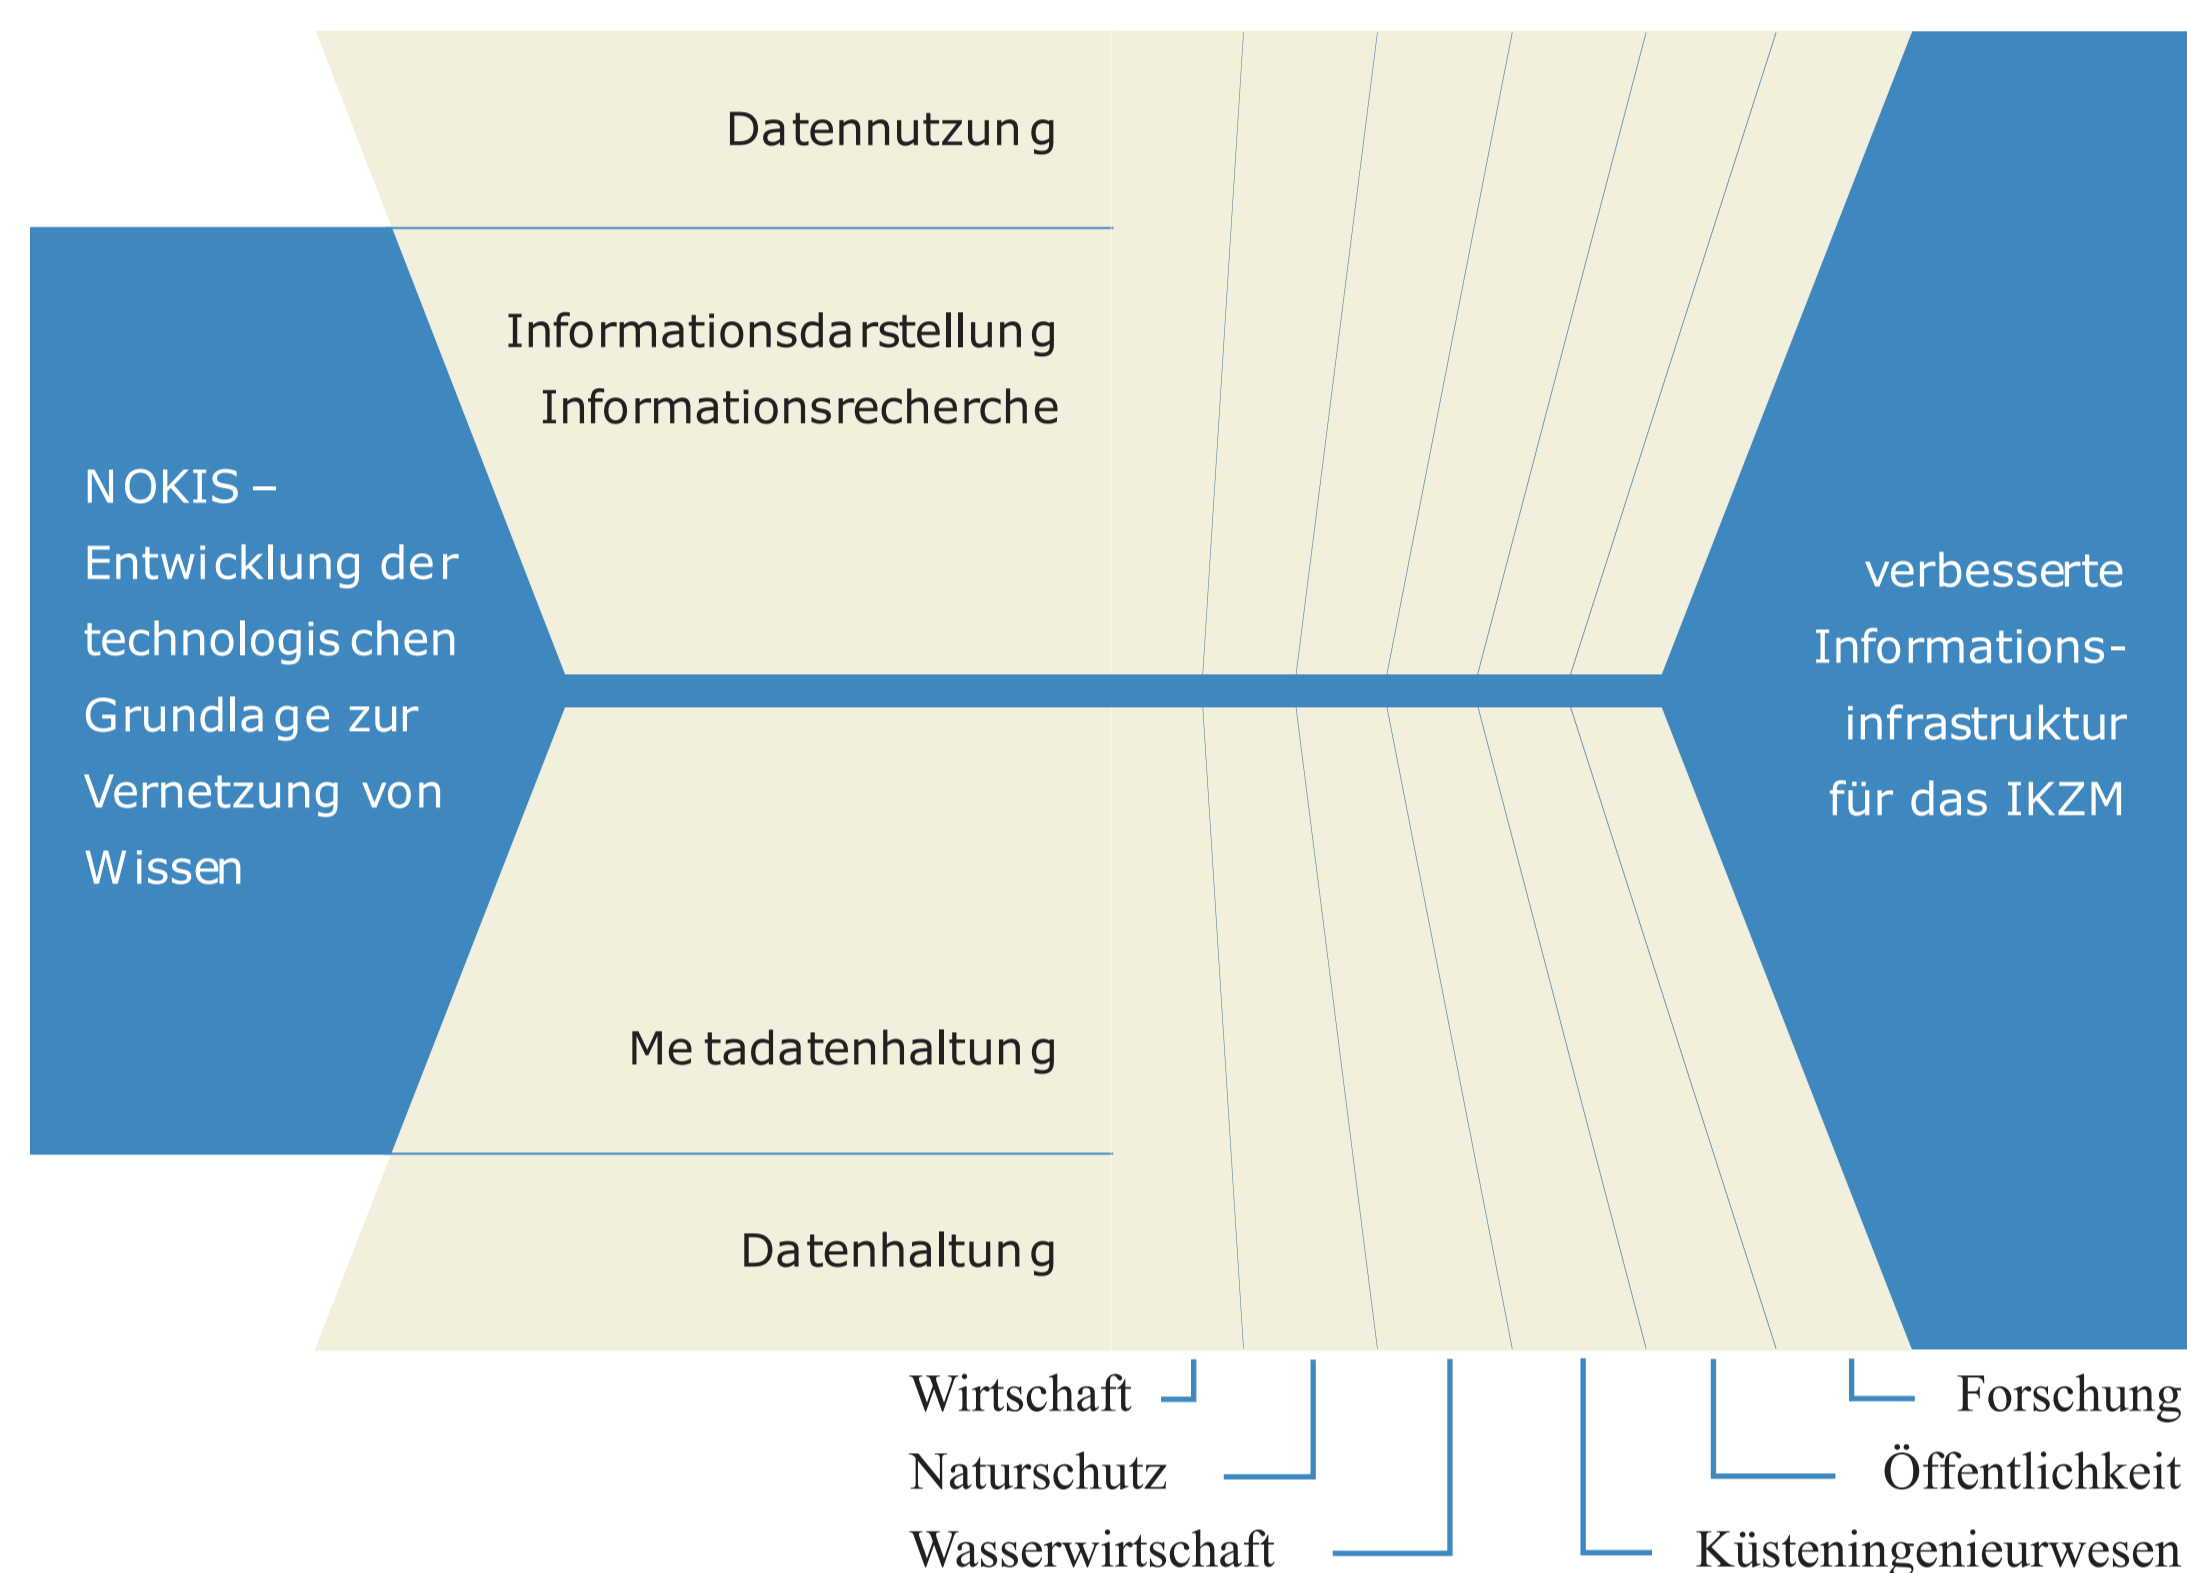 Datennutzung
Informationsdarstellung
Informationsrecherche
NOKIS –
Entwicklung der
technologischen
Grundlage zur
Vernetzung von
Wissen
verbesserte
Informations-
infrastruktur
für das IKZM
Metadatenhaltung
Datenhaltung
Wirtschaft
Naturschutz
Wasserwirtschaft
Forschung
Öffentlichkeit
Küsteningenieurwesen